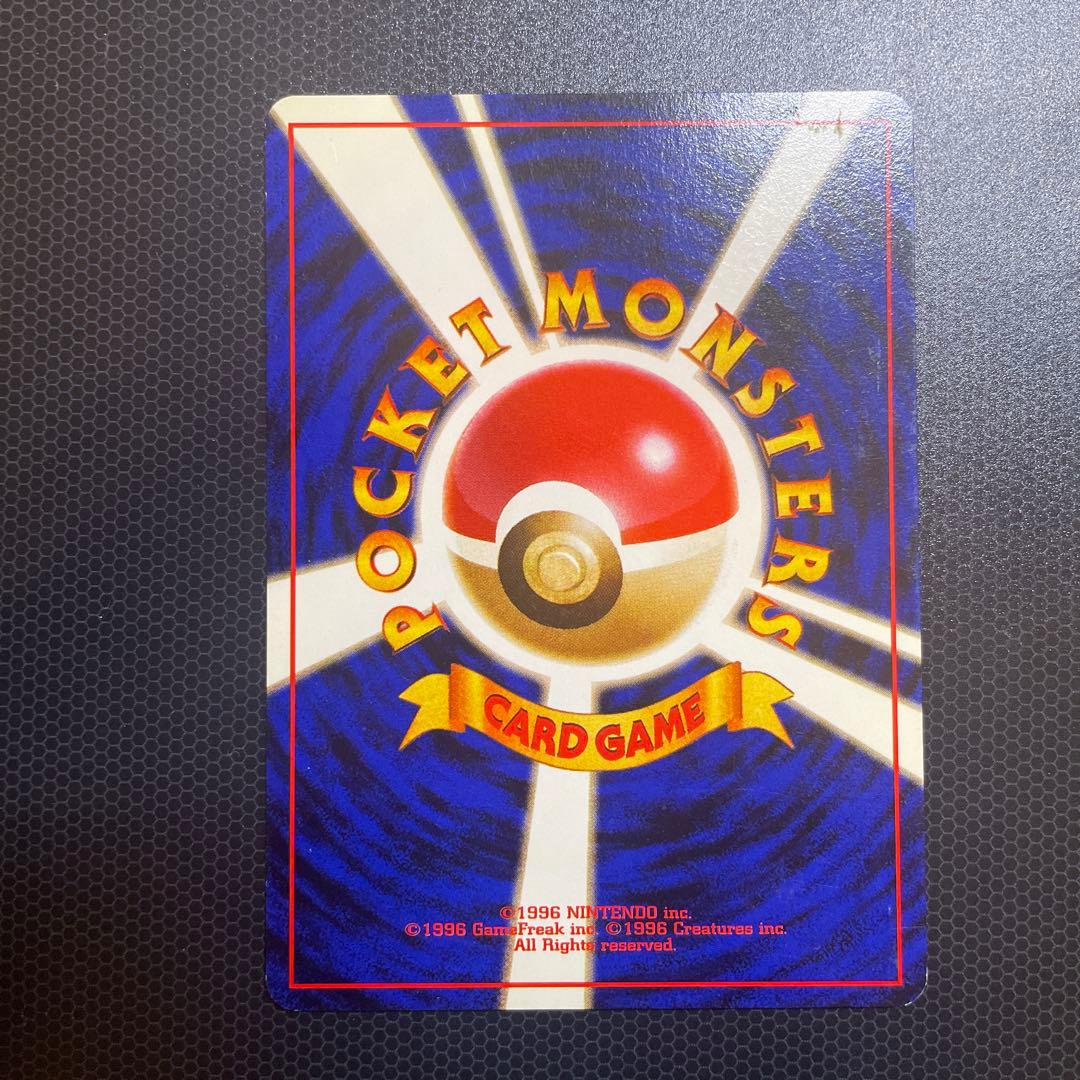 POCKET MONSTERS
CARD GAME
©1996 NINTENDO inc.
©1996 GameFreak inc. ©1996 Creatures inc.
All Rights reserved.